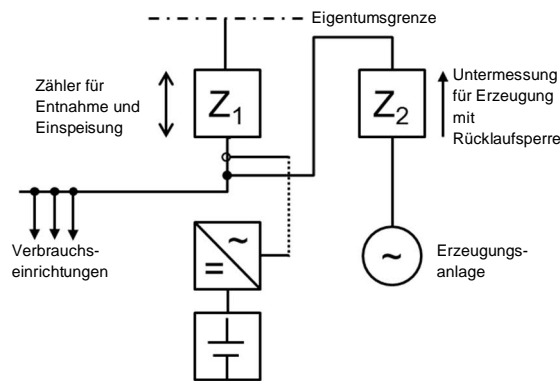 Eigentumsgrenze
Zähler für
Entnahme und
Einspeisung
Z1
Z2
Untermessung
für Erzeugung
mit
Rücklaufsperre
Verbrauchs-
einrichtungen
~
=
~
Erzeugungs-
anlage